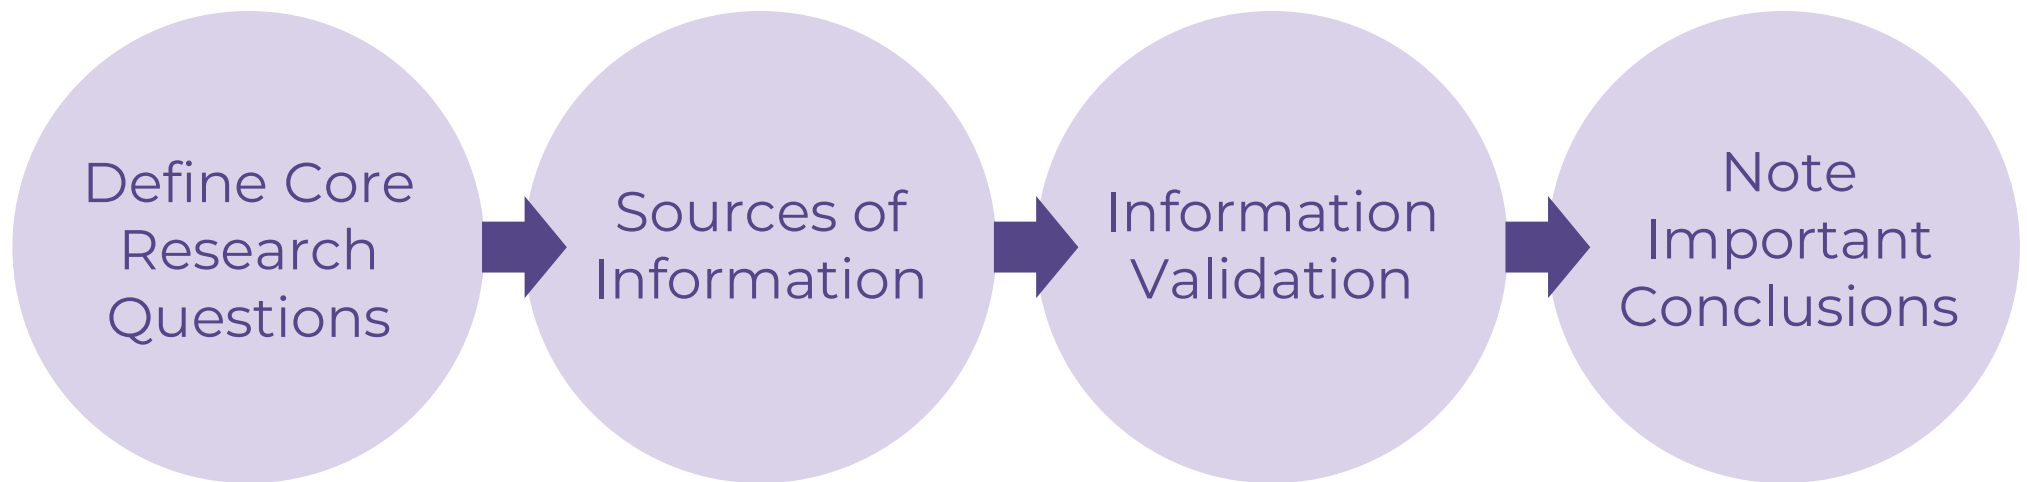 Define Core
Research
Questions
Sources of
Information
Information
Validation
Note
Important
Conclusions